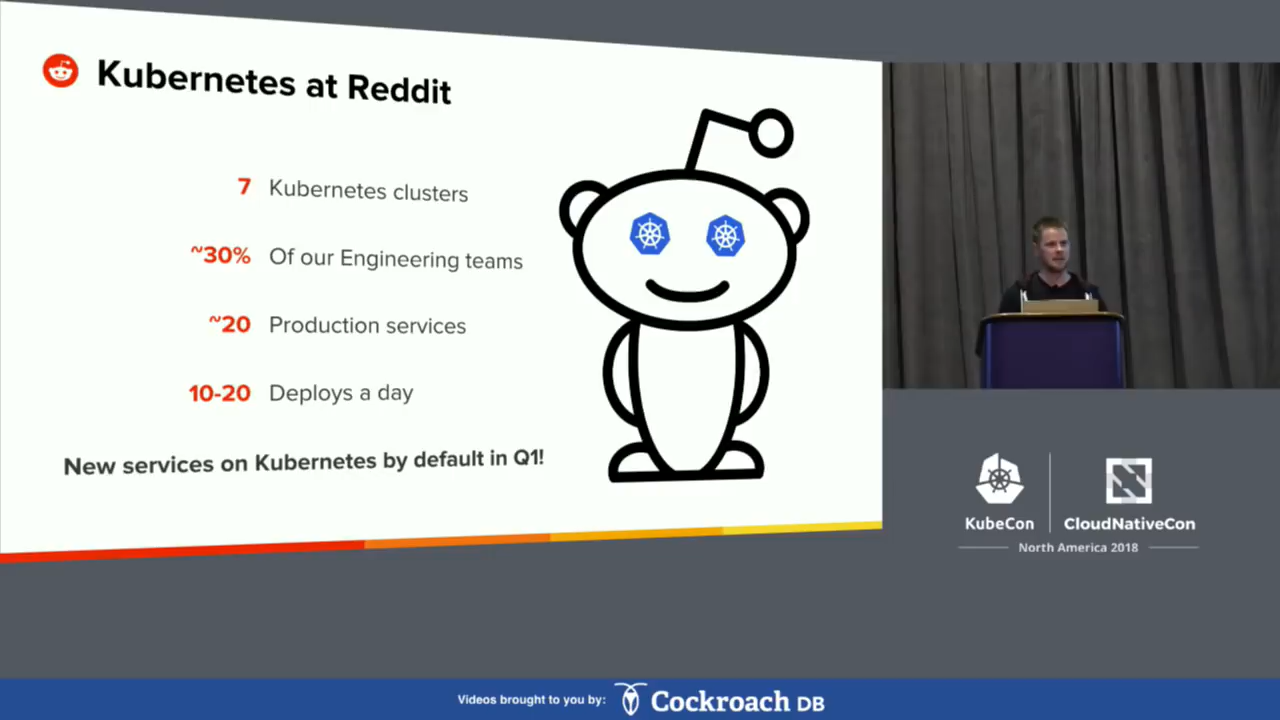 Kubernetes at Reddit
7 Kubernetes clusters
~30% Of our Engineering teams
~20 Production services
10-20 Deploys a day
New services on Kubernetes by default in Q1!
KubeCon
CloudNativeCon
North America 2018
Videos brought to you by: Cockroach DB